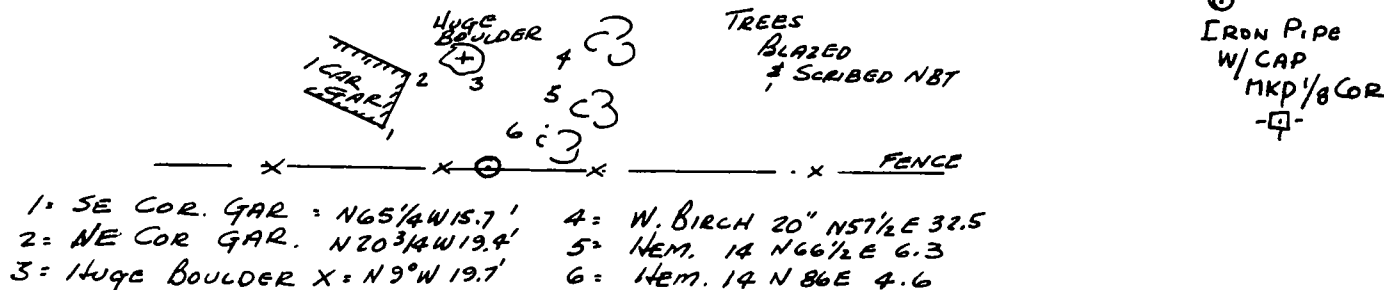 HUGE
BOULDER
1 CAR
GAR.
1
2
3
4
5
6
TREES
BLAZED
& SCRIBED NBT
IRON PIPE
W/ CAP
MKD 1/8 COR
FENCE
1= SE COR. GAR = N65 1/4 W 15.7'
2= NE COR GAR. N20 3/4 W 19.4'
3= HUGE BOULDER X = N9° W 19.7'
4= W. BIRCH 20" N57 1/2 E 32.5
5= HEM. 14 N66 1/2 E 6.3
6= HEM. 14 N 86E 4.6